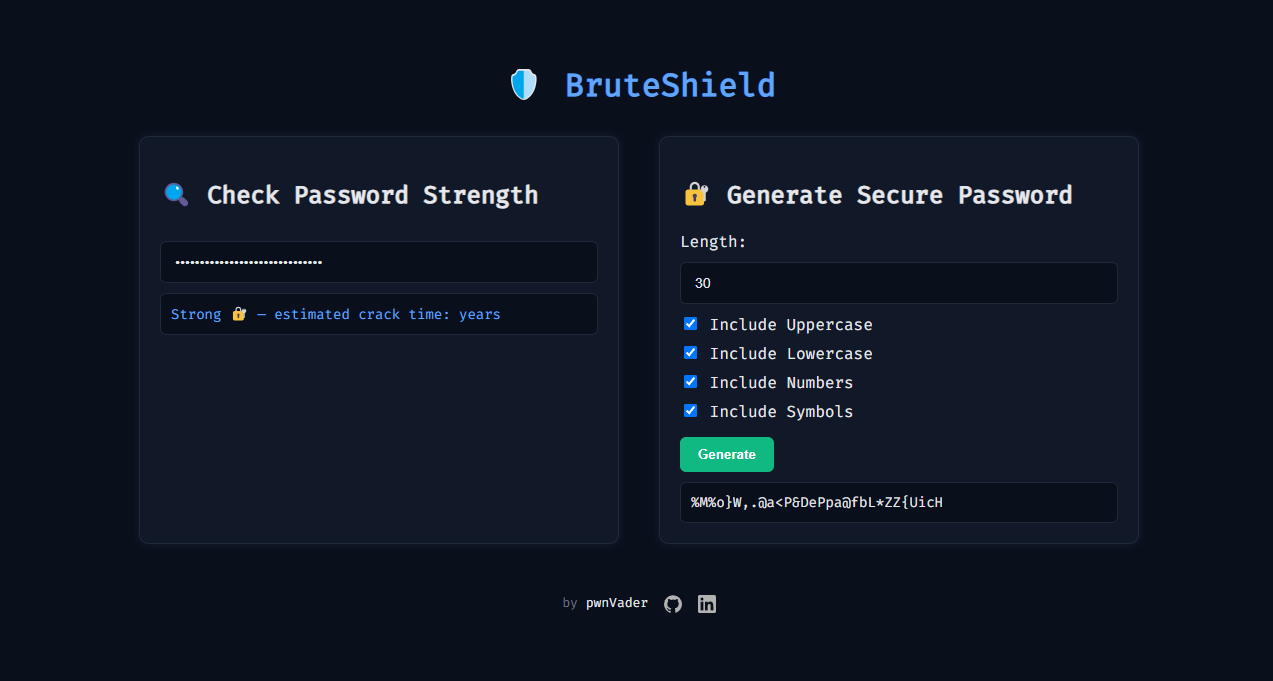 BruteShield
Check Password Strength
••••••••••••••••••••••••••••••
Strong 🔐 — estimated crack time: years
Generate Secure Password
Length:
30
Include Uppercase
Include Lowercase
Include Numbers
Include Symbols
Generate
%M%o}W,.@a<P&DePpa@fbL*ZZ{UicH
by pwnVader
in